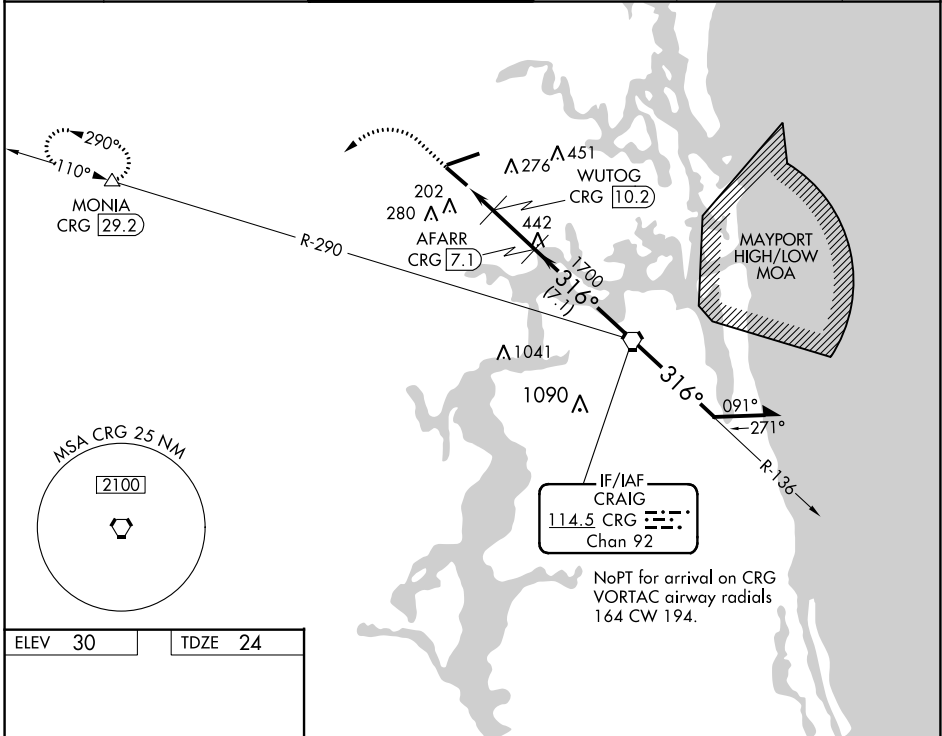 290°
110°
MONIA
CRG 29.2
R-290
276
451
WUTOG
CRG 10.2
202
280
442
AFARR
CRG 7.1
1700
316°
(7.1)
MAYPORT
HIGH/LOW
MOA
1041
1090
316°
091°
271°
R-136
MSA CRG 25 NM
2100
IF/IAF
CRAIG
114.5 CRG
Chan 92
NoPT for arrival on CRG
VORTAC airway radials
164 CW 194.
ELEV 30
TDZE 24